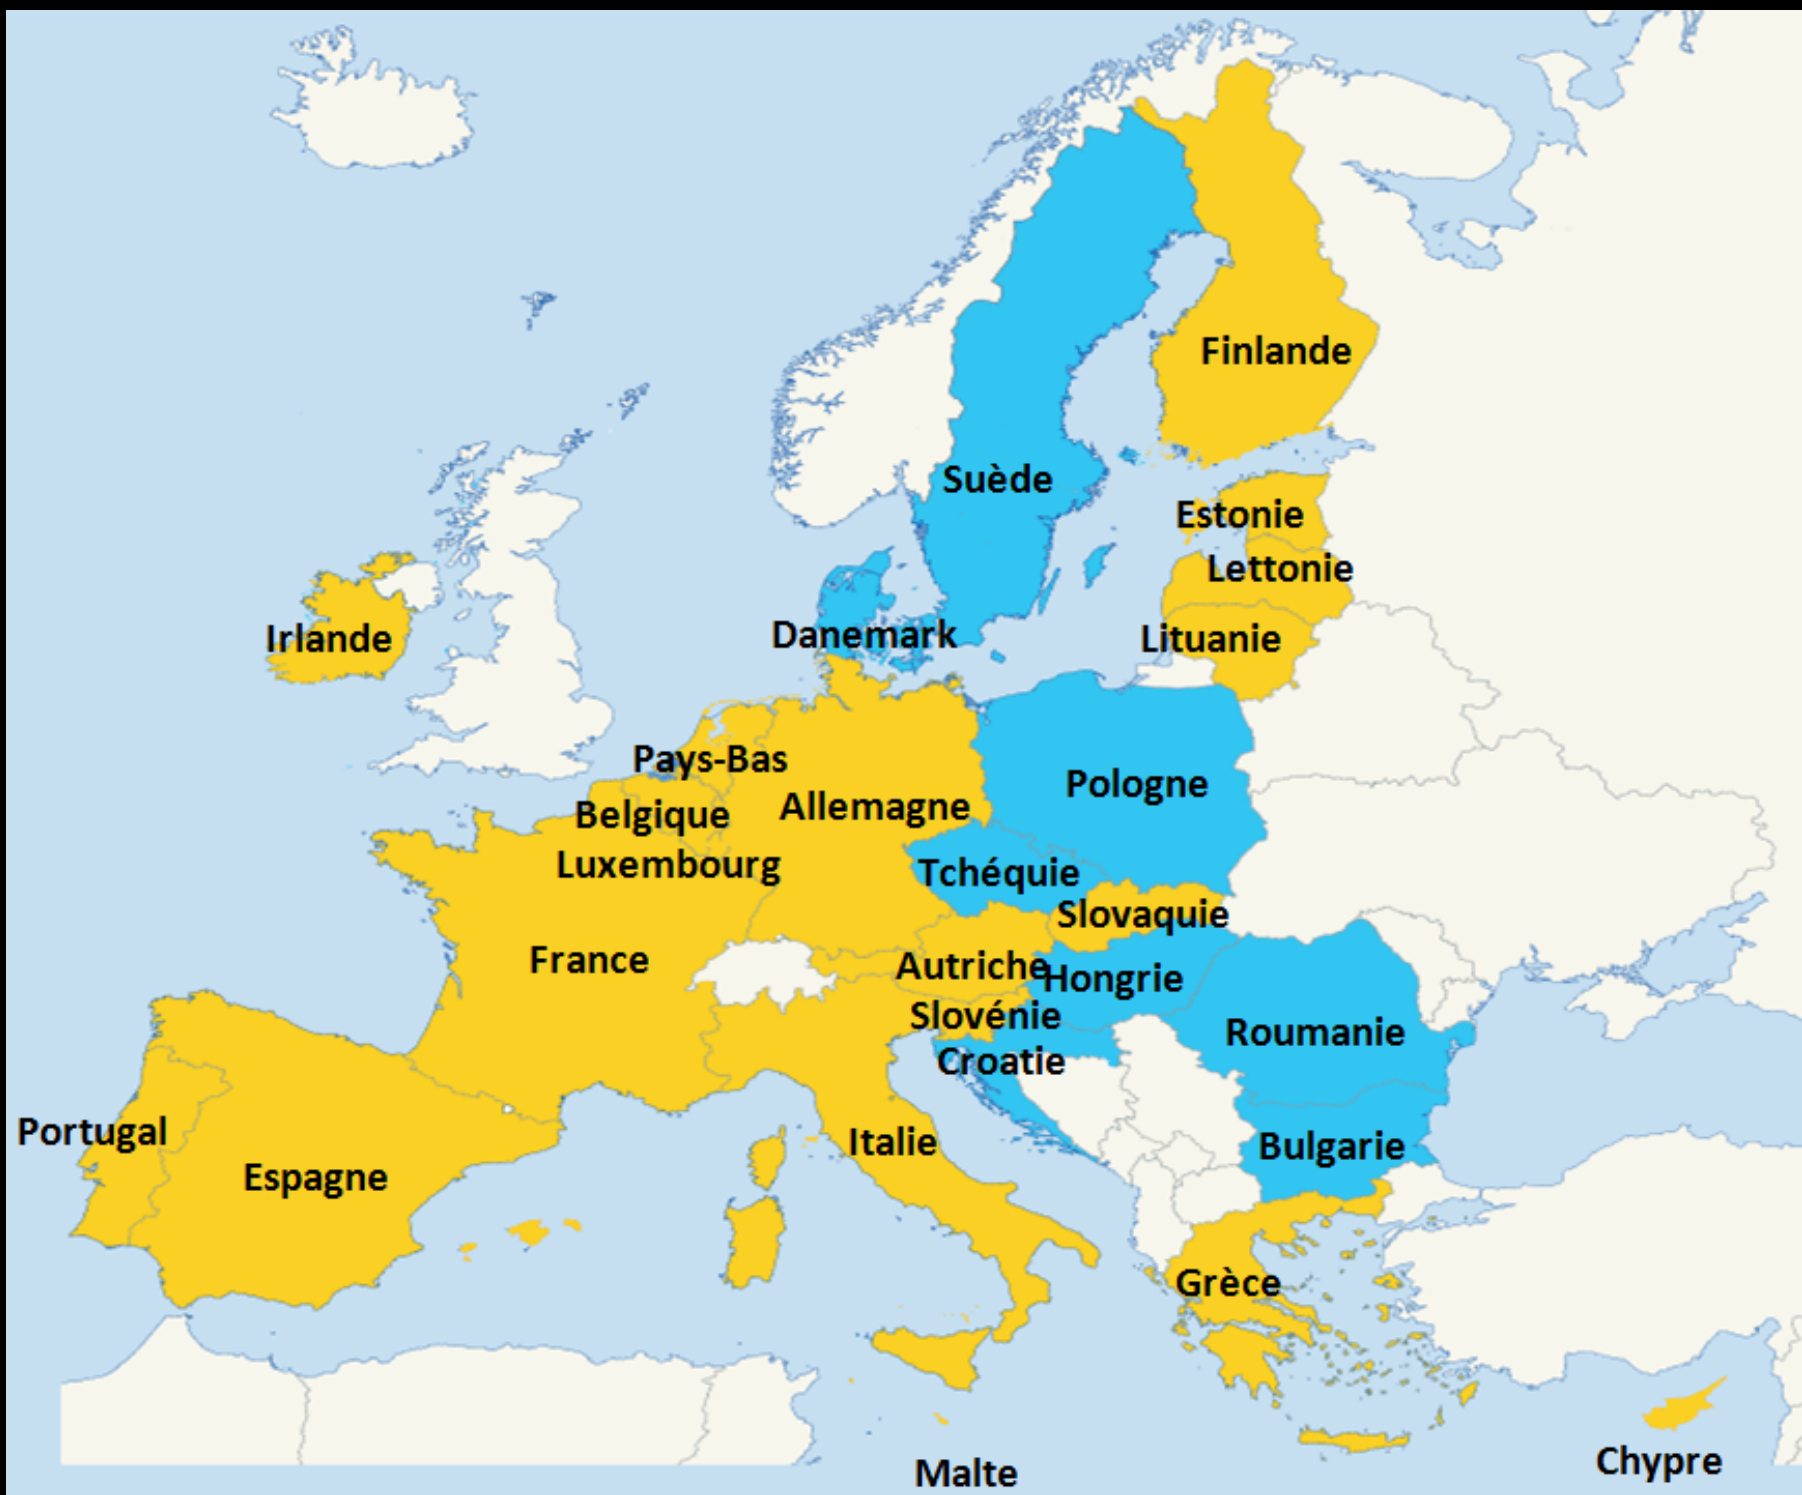 Finlande
Suède
Estonie
Lettonie
Irlande
Danemark
Lituanie
Pays-Bas
Pologne
Allemagne
Belgique
Luxembourg
Tchéquie
Slovaquie
France
Autriche
Hongrie
Slovénie
Roumanie
Croatie
Portugal
Italie
Bulgarie
Espagne
Grèce
Chypre
Malte